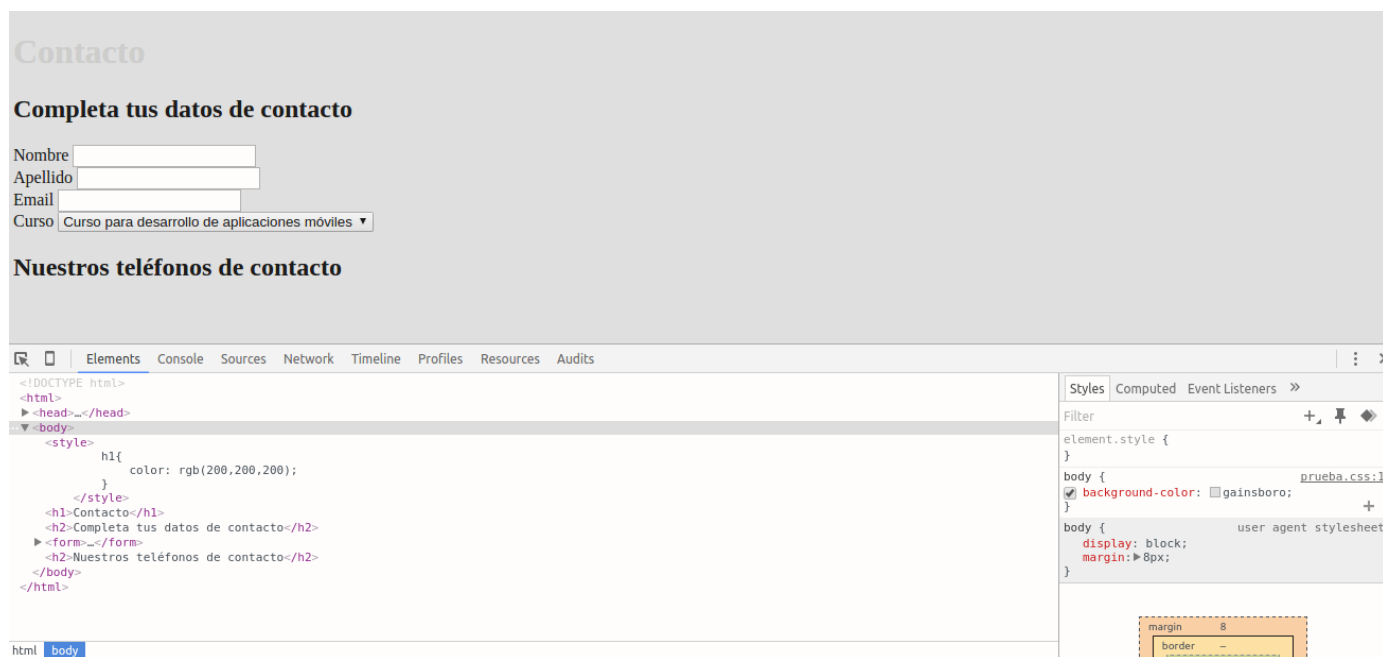 Contacto
Completa tus datos de contacto
Nombre
Apellido
Email
Curso Curso para desarrollo de aplicaciones móviles ▼
Nuestros teléfonos de contacto
Elements Console Sources Network Timeline Profiles Resources Audits
<!DOCTYPE html>
<html>
▶<head>…</head>
▼<body>
<style>
h1{
color: rgb(200,200,200);
}
</style>
<h1>Contacto</h1>
<h2>Completa tus datos de contacto</h2>
▶<form>…</form>
<h2>Nuestros teléfonos de contacto</h2>
</body>
</html>
html body
Styles Computed Event Listeners »
Filter
element.style {
}
body { prueba.css:1
background-color: gainsboro;
}
body { user agent stylesheet
display: block;
margin:▶8px;
}
margin 8
border –